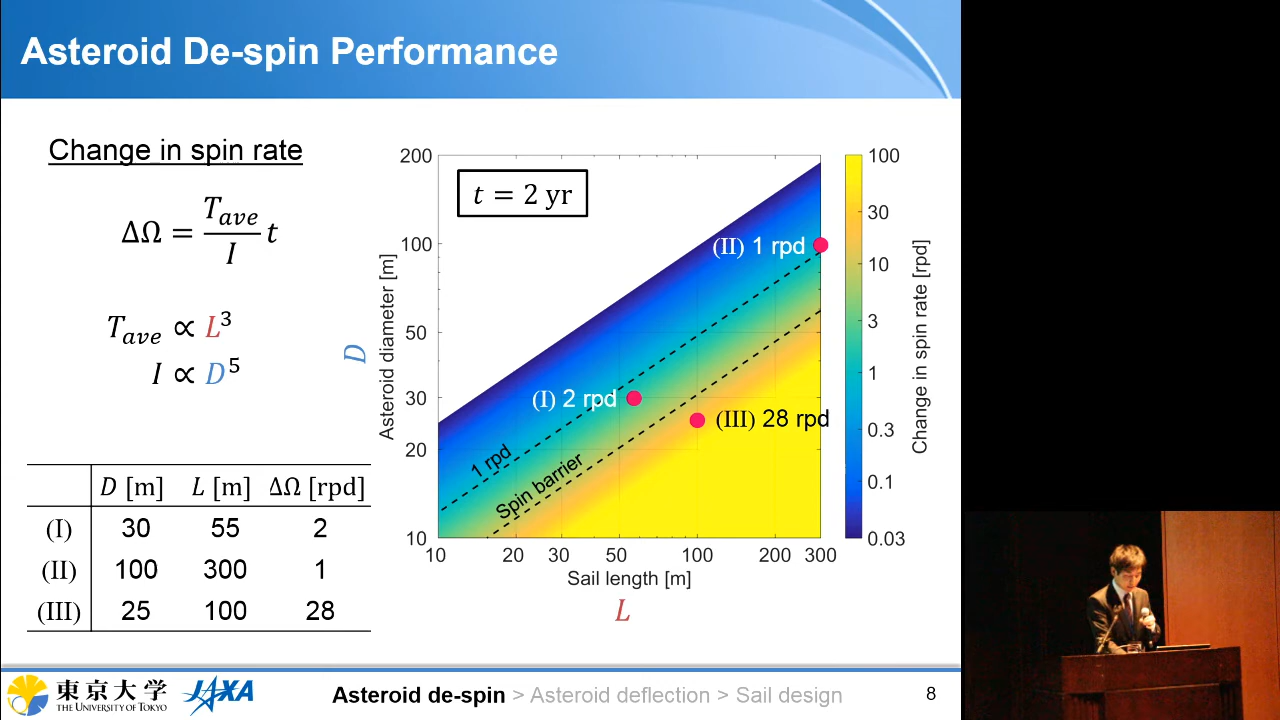 Asteroid De-spin Performance
Change in spin rate
ΔΩ = T_ave / I t
T_ave ∝ L³
I ∝ D⁵
D [m] L [m] ΔΩ [rpd]
(I) 30 55 2
(II) 100 300 1
(III) 25 100 28
t = 2 yr
200
100
50
30
20
10
Asteroid diameter [m]
D
(II) 1 rpd
(I) 2 rpd
(III) 28 rpd
1 rpd
Spin barrier
10 20 30 50 100 200 300
Sail length [m]
L
100
30
10
3
1
0.3
0.1
0.03
Change in spin rate [rpd]
東京大学
THE UNIVERSITY OF TOKYO
JAXA
Asteroid de-spin > Asteroid deflection > Sail design
8